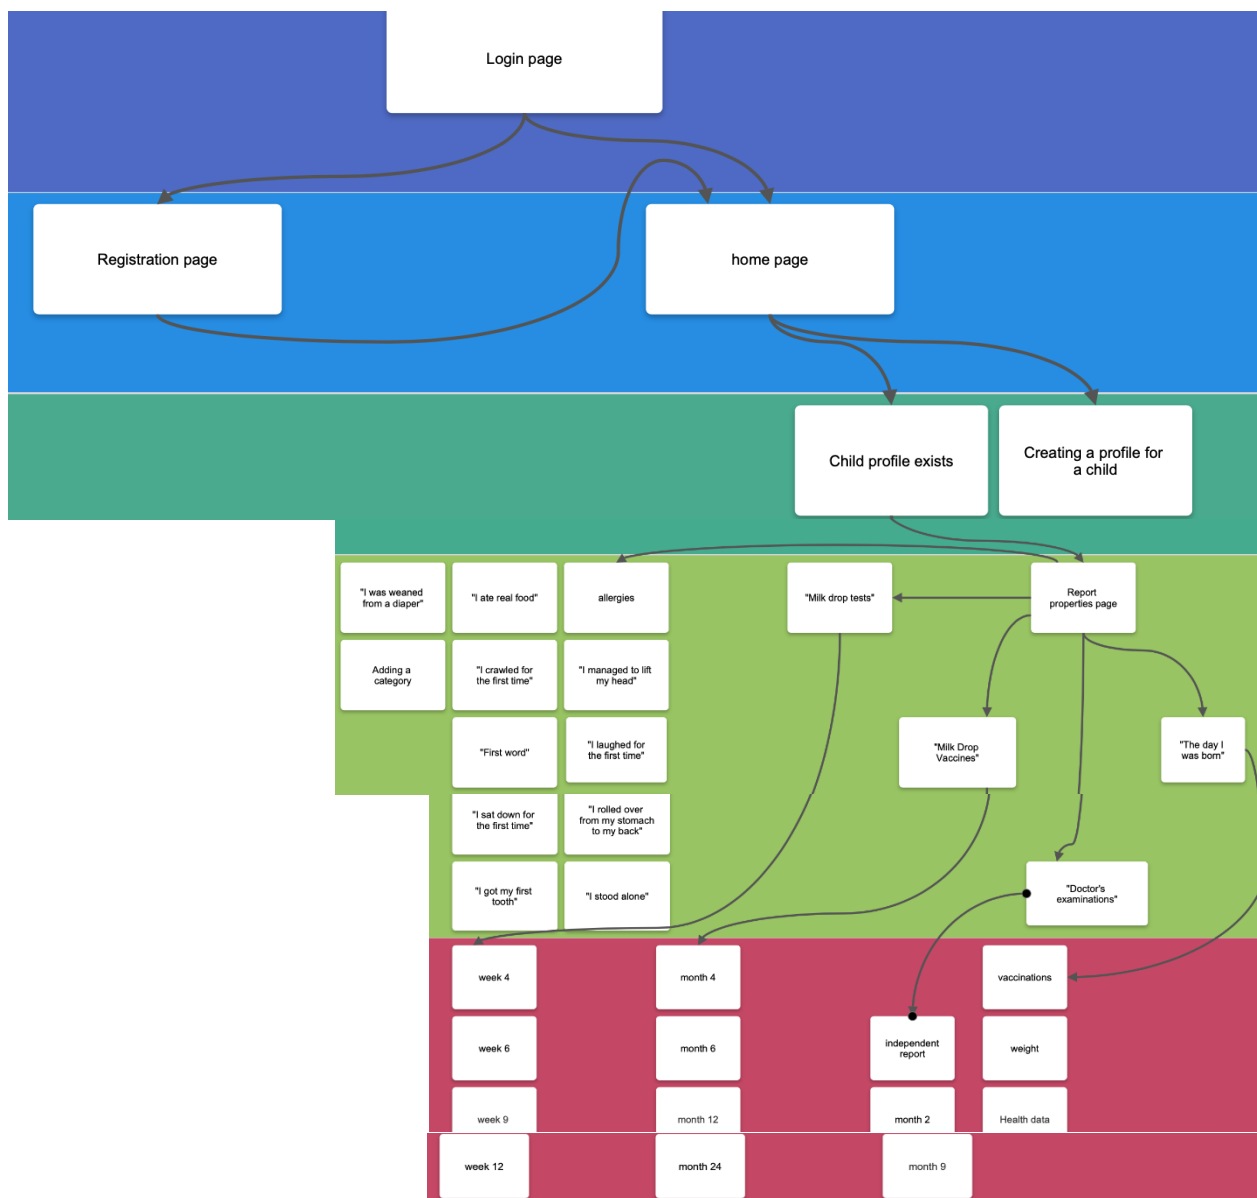 Login page
Registration page
home page
Child profile exists
Creating a profile for
a child
"I was weaned
from a diaper"
"I ate real food"
allergies
"Milk drop tests"
Report
properties page
Adding a
category
"I crawled for
the first time"
"I managed to lift
my head"
"First word"
"I laughed for
the first time"
"Milk Drop
Vaccines"
"The day I
was born"
"I sat down for
the first time"
"I rolled over
from my stomach
to my back"
"I got my first
tooth"
"I stood alone"
"Doctor's
examinations"
week 4
month 4
vaccinations
week 6
month 6
independent
report
weight
week 9
month 12
month 2
Health data
week 12
month 24
month 9